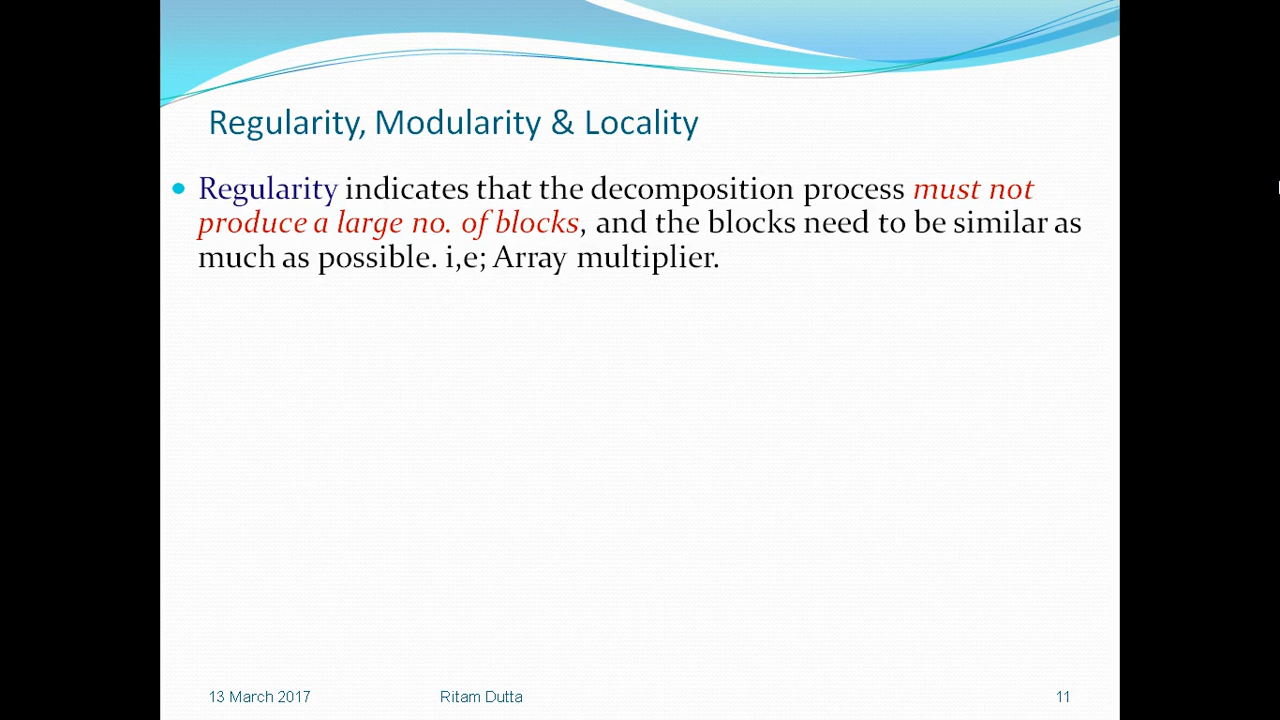 Regularity, Modularity & Locality
Regularity indicates that the decomposition process must not
produce a large no. of blocks, and the blocks need to be similar as
much as possible. i,e; Array multiplier.
13 March 2017 Ritam Dutta 11